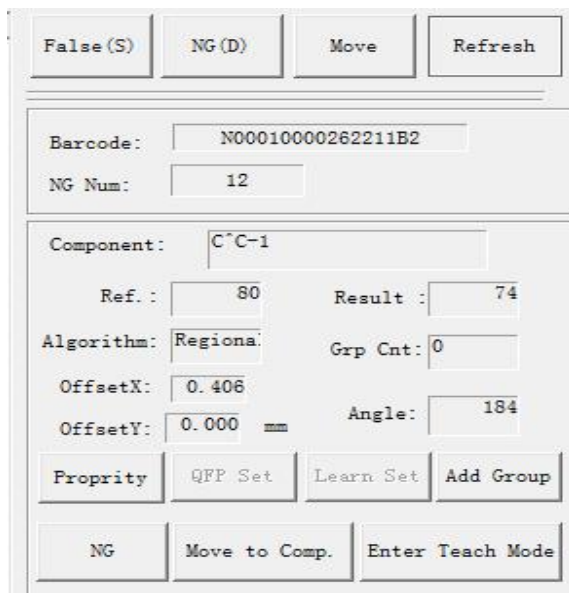 False(S) NG(D) Move Refresh
Barcode: N00010000262211B2
NG Num: 12
Component: C^C-1
Ref.: 80 Result : 74
Algorithm: Regional Grp Cnt: 0
OffsetX: 0.406
OffsetY: 0.000 mm Angle: 184
Proprity QFP Set Learn Set Add Group
NG Move to Comp. Enter Teach Mode